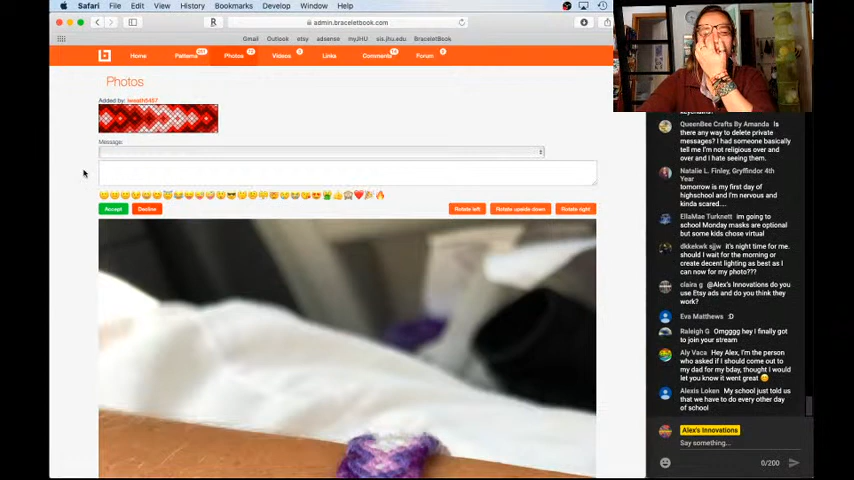 Safari File Edit View History Bookmarks Develop Window Help
admin.braceletbook.com
Gmail Outlook etsy adsense myJHU sis.jhu.edu BraceletBook
Home Patterns Photos Videos Links Comments Forum
Photos
Added by:
Message:
Accept Decline Rotate left Rotate upside down Rotate right
QueenBee Crafts By Amanda Is
there any way to delete private
messages? I had someone basically
tell me I'm not religious over and
over and I hate seeing them.
Natalie L. Finley, Gryffindor 4th
Year
tomorrow is my first day of
highschool and I'm nervous and
kinda scared....
EllaMae Turknett im going to
school Monday masks are optional
but some kids chose virtual
dkkekwk sjjw it's night time for me.
should I wait for the morning or
create decent lighting as best as I
can now for my photo???
claira g @Alex's Innovations do you
use Etsy ads and do you think they
work?
Eva Matthews :D
Raleigh G Omgggg hey I finally got
to join your stream
Aly Vaca Hey Alex, I'm the person
who asked if I should come out to
my dad for my bday, thought I would
let you know it went great 😄
Alexis Loken My school just told us
that we have to do every other day
of school
Alex's Innovations
Say something...
0/200